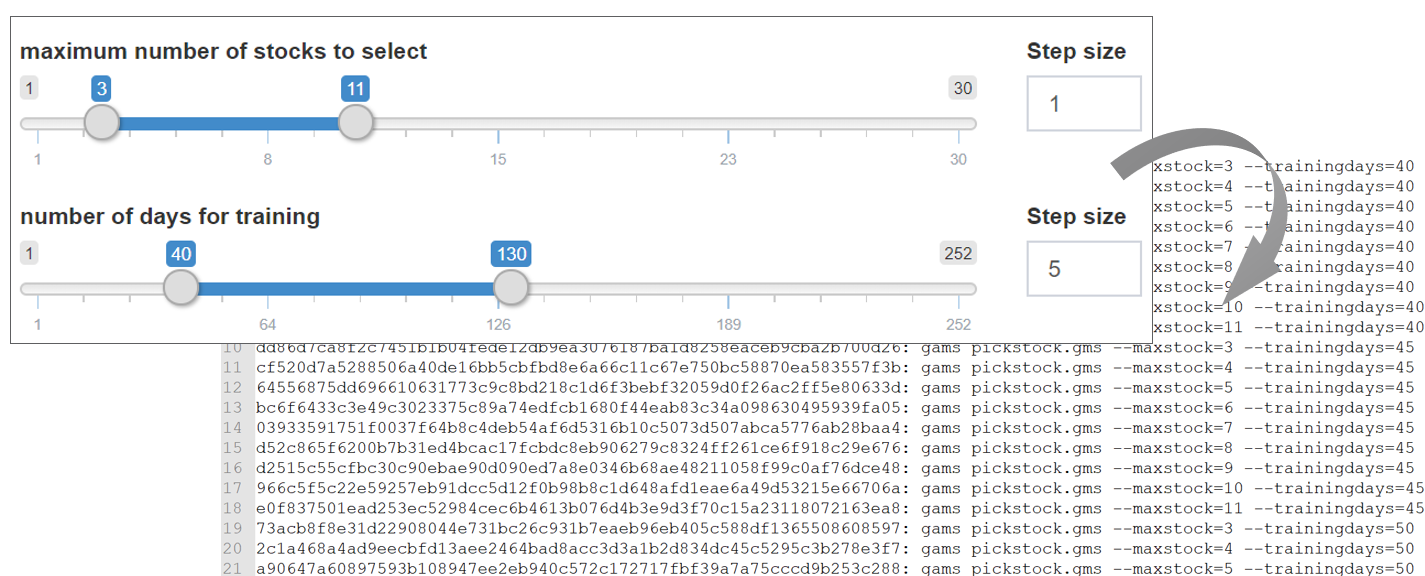 maximum number of stocks to select
Step size
1 3 11 30
1
1 8 15 23 30
number of days for training
Step size
1 40 130 252
5
1 64 126 189 252
xstock=3 --trainingdays=40
xstock=4 --trainingdays=40
xstock=5 --trainingdays=40
xstock=6 --trainingdays=40
xstock=7 --trainingdays=40
xstock=8 --trainingdays=40
xstock=9 --trainingdays=40
xstock=10 --trainingdays=40
xstock=11 --trainingdays=40
10 dd86d7ca8f2c7451b1b04fede12db9ea3076187ba1d8258eaceb9cba2b700d26: gams pickstock.gms --maxstock=3 --trainingdays=45
11 cf520d7a5288506a40de16bb5cbfbd8e6a66c11c67e750bc58870ea583557f3b: gams pickstock.gms --maxstock=4 --trainingdays=45
12 64556875dd696610631773c9c8bd218c1d6f3bebf32059d0f26ac2ff5e80633d: gams pickstock.gms --maxstock=5 --trainingdays=45
13 bc6f6433c3e49c3023375c89a74edfcb1680f44eab83c34a098630495939fa05: gams pickstock.gms --maxstock=6 --trainingdays=45
14 03933591751f0037f64b8c4deb54af6d5316b10c5073d507abca5776ab28baa4: gams pickstock.gms --maxstock=7 --trainingdays=45
15 d52c865f6200b7b31ed4bcac17fcbdc8eb906279c8324ff261ce6f918c29e676: gams pickstock.gms --maxstock=8 --trainingdays=45
16 d2515c55cfbc30c90ebae90d090ed7a8e0346b68ae48211058f99c0af76dce48: gams pickstock.gms --maxstock=9 --trainingdays=45
17 966c5f5c22e59257eb91dcc5d12f0b98b8c1d648afd1eae6a49d53215e66706a: gams pickstock.gms --maxstock=10 --trainingdays=45
18 e0f837501ead253ec52984cec6b4613b076d4b3e9d3f70c15a23118072163ea8: gams pickstock.gms --maxstock=11 --trainingdays=45
19 73acb8f8e31d22908044e731bc26c931b7eaeb96eb405c588df1365508608597: gams pickstock.gms --maxstock=3 --trainingdays=50
20 2c1a468a4ad9eecbfd13aee2464bad8acc3d3a1b2d834dc45c5295c3b278e3f7: gams pickstock.gms --maxstock=4 --trainingdays=50
21 a90647a60897593b108947ee2eb940c572c172717fbf39a7a75cccd9b253c288: gams pickstock.gms --maxstock=5 --trainingdays=50